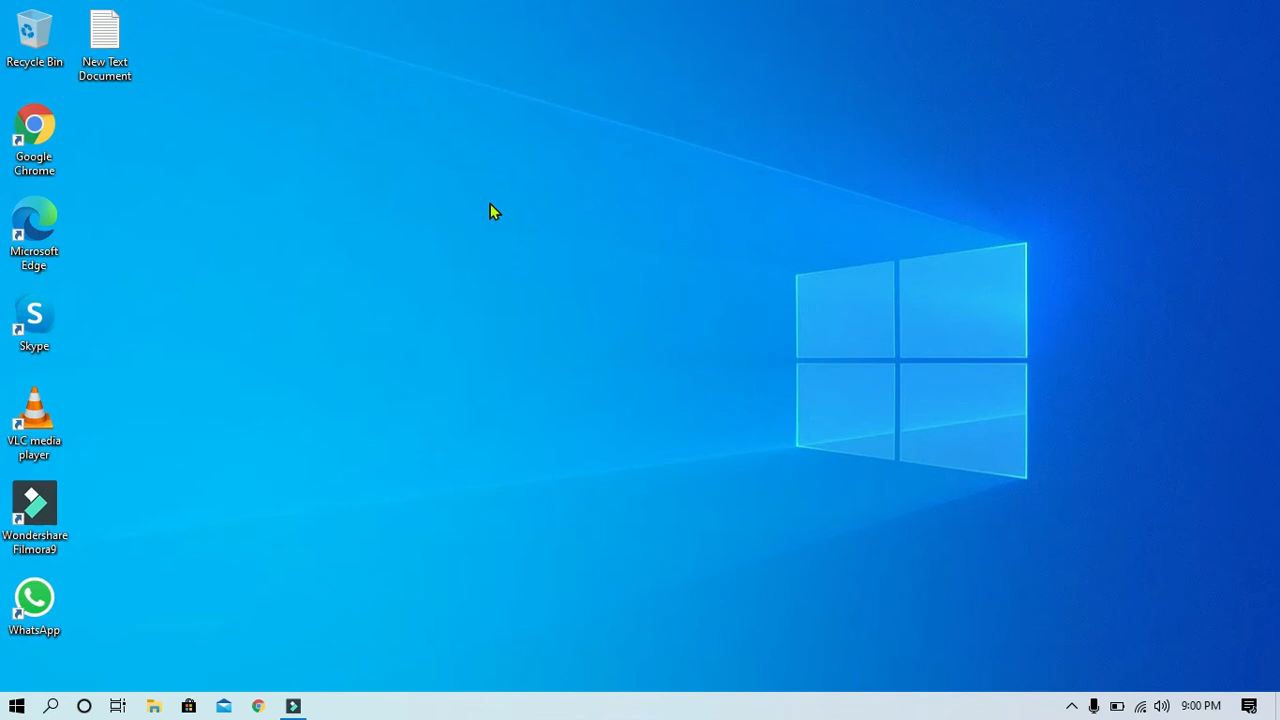 Recycle Bin
New Text
Document
Google
Chrome
Microsoft
Edge
S
Skype
VLC media
player
Wondershare
Filmora9
WhatsApp
9:00 PM